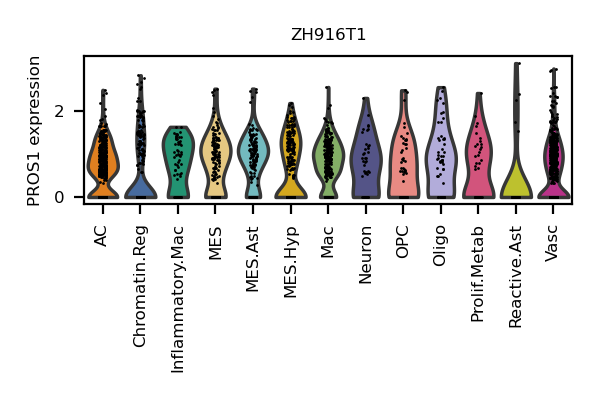 ZH916T1
PROS1 expression
2
0
AC
Chromatin.Reg
Inflammatory.Mac
MES
MES.Ast
MES.Hyp
Mac
Neuron
OPC
Oligo
Prolif.Metab
Reactive.Ast
Vasc